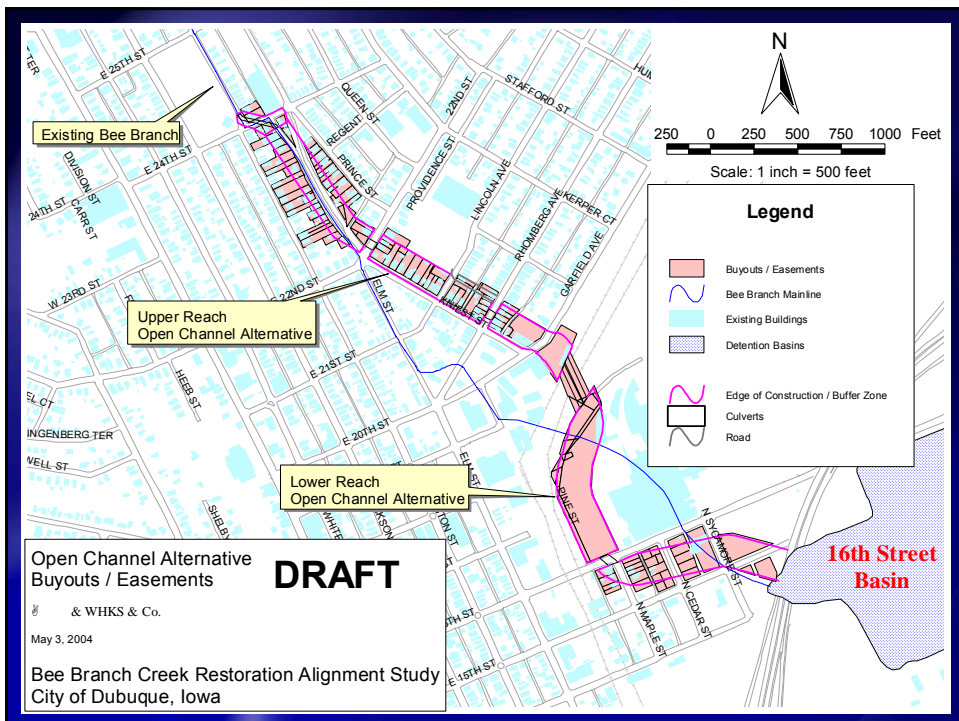 E 25TH ST
Existing Bee Branch
E 24TH ST
DIVISION ST
CARR ST
24TH ST
W 23RD ST
E 22ND ST
QUEEN ST
REGENT ST
PRINCE ST
PROVIDENCE ST
22ND ST
STAFFORD ST
LINCOLN AVE
RHOMBERG AVE
KERPER CT
GARFIELD AVE
ELM ST
KNIEST ST
Upper Reach
Open Channel Alternative
E 21ST ST
HEEB ST
E 20TH ST
INGENBERG TER
WELL ST
Lower Reach
Open Channel Alternative
PINE ST
N SYCAMORE ST
N CEDAR ST
N MAPLE ST
E 15TH ST
16th Street
Basin
N
250 0 250 500 750 1000 Feet
Scale: 1 inch = 500 feet
Legend
Buyouts / Easements
Bee Branch Mainline
Existing Buildings
Detention Basins
Edge of Construction / Buffer Zone
Culverts
Road
Open Channel Alternative
Buyouts / Easements
DRAFT
& WHKS & Co.
May 3, 2004
Bee Branch Creek Restoration Alignment Study
City of Dubuque, Iowa